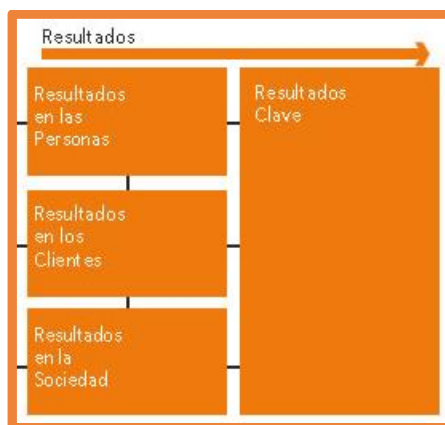 Resultados
Resultados
en las
Personas
Resultados
Clave
Resultados
en los
Clientes
Resultados
en la
Sociedad